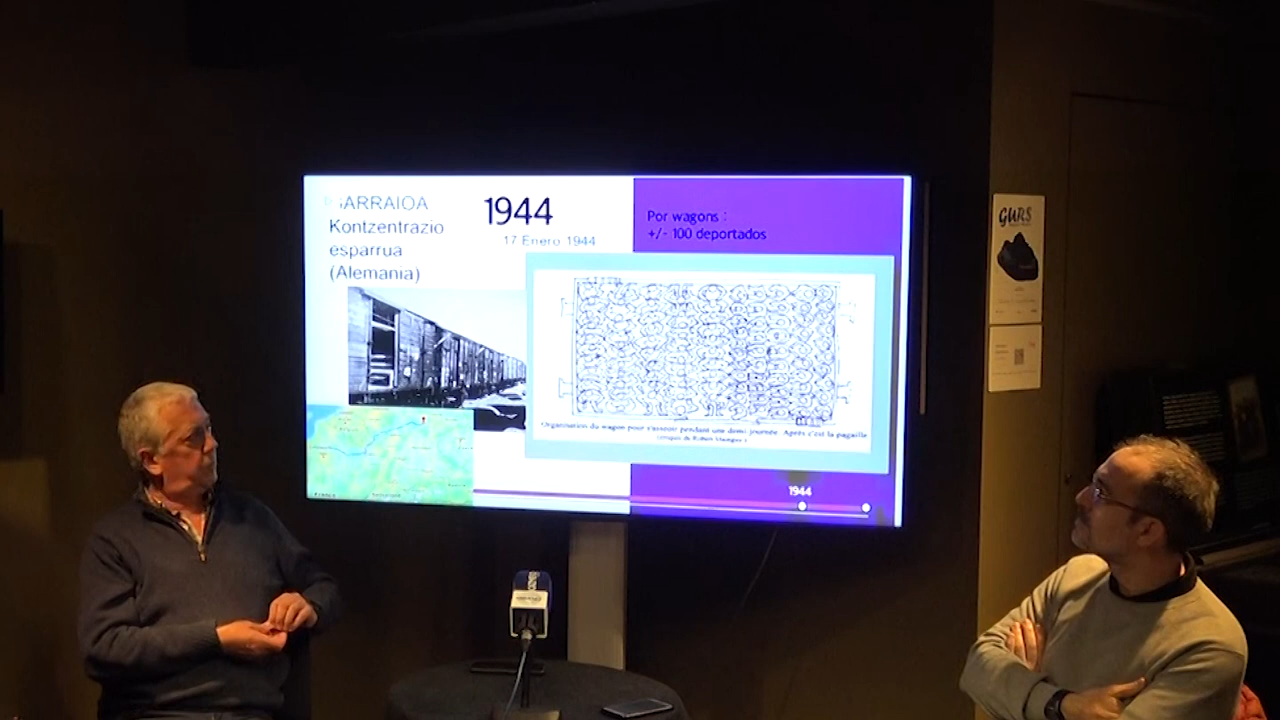 GARRAIOA
Kontzentrazio
esparrua
(Alemania)
1944
17 Enero 1944
Por wagons :
+/- 100 deportados
Organisation du wagon pour s'asseoir pendant une demi-journée. Après c'est la pagaille
1944
GURS